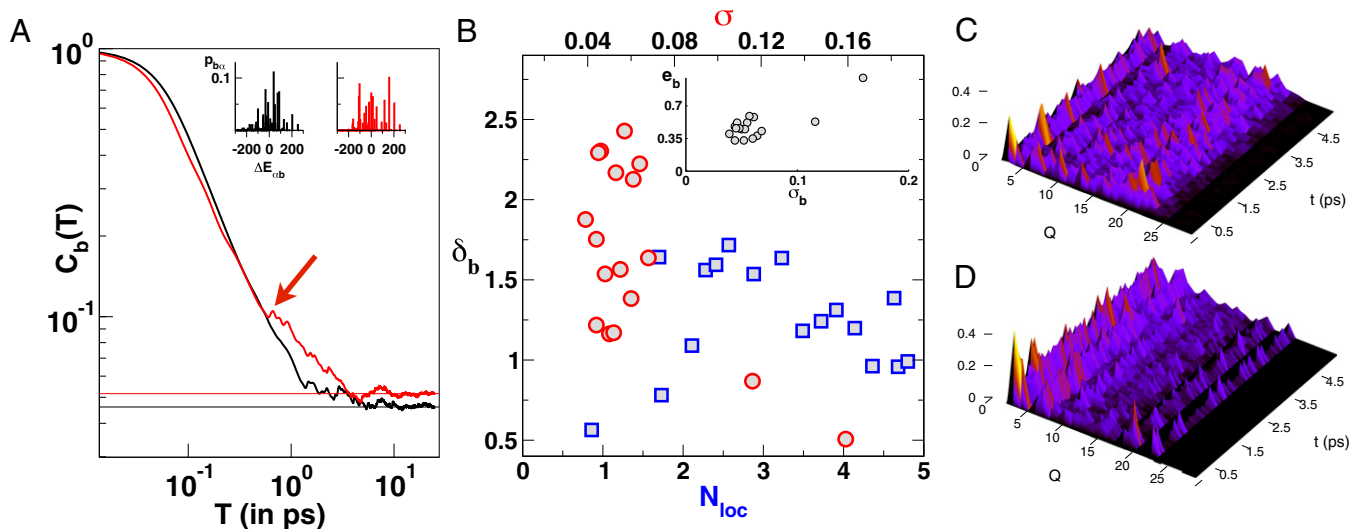 A
10^0
10^-1
C_b(T)
10^-1 10^0 10^1
T (in ps)
p_bα
0.1
-200 0 200
-200 0 200
ΔE_αb
B
σ
0.04 0.08 0.12 0.16
2.5
2
1.5
1
0.5
δ_b
0 1 2 3 4 5
N_loc
e_b
0.7
0.35
0
0 0.1 0.2
σ_b
C
0.4
0.2
0
0
5
10
15
20
25
Q
0.5
1.5
2.5
3.5
4.5
t (ps)
D
0.4
0.2
0
0
5
10
15
20
25
Q
0.5
1.5
2.5
3.5
4.5
t (ps)